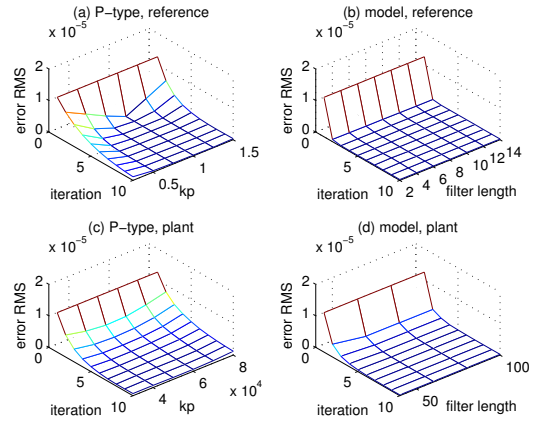 (a) P-type, reference
x 10⁻⁵
2
1
0
error RMS
0
5
10
iteration
0.5
1
1.5
kp
(b) model, reference
x 10⁻⁵
2
1
0
error RMS
0
5
10
iteration
2 4 6 8 10 12 14
filter length
(c) P-type, plant
x 10⁻⁵
2
1
0
error RMS
0
5
10
iteration
4
6
8
x 10⁴
kp
(d) model, plant
x 10⁻⁵
2
1
0
error RMS
0
5
10
iteration
50
100
filter length